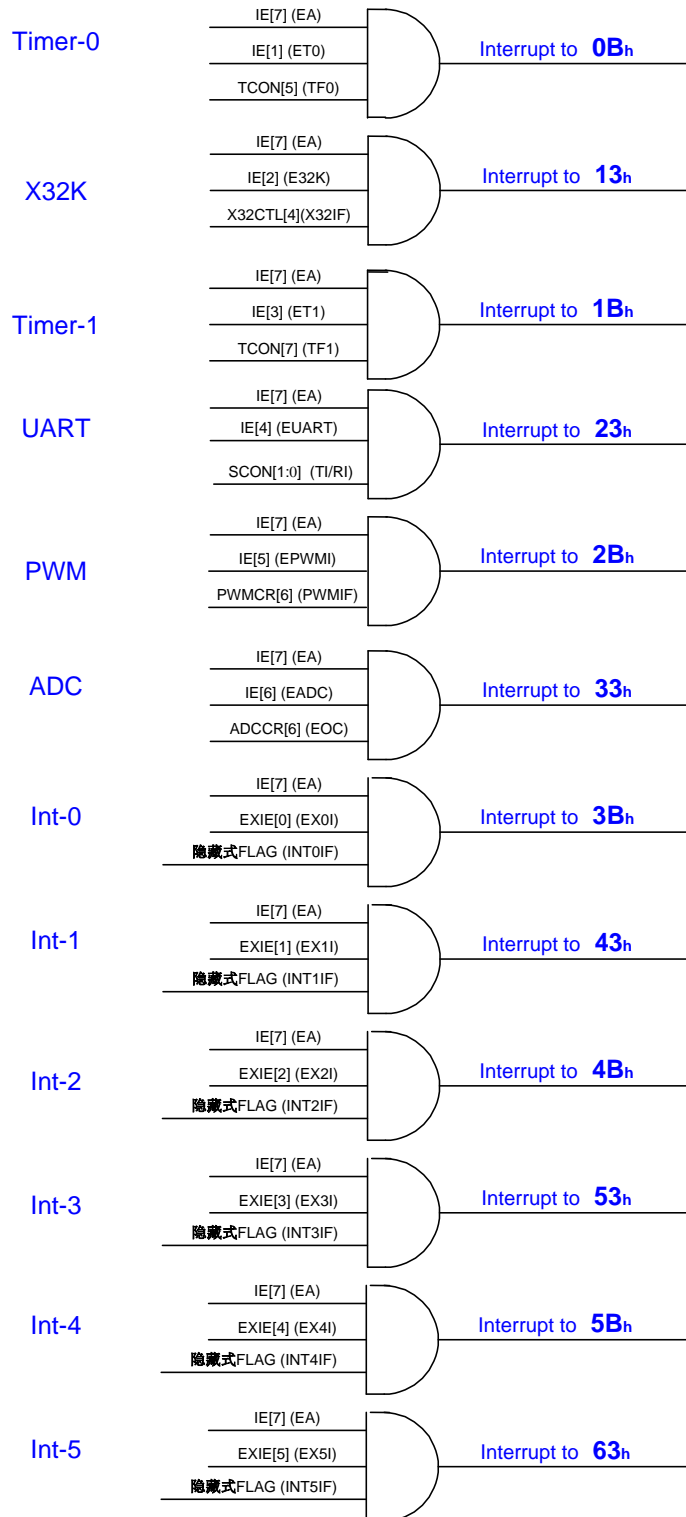 IE[7] (EA)
Timer-0
IE[1] (ET0)
Interrupt to 0Bh
TCON[5] (TF0)
IE[7] (EA)
X32K
IE[2] (E32K)
Interrupt to 13h
X32CTL[4](X32IF)
IE[7] (EA)
Timer-1
IE[3] (ET1)
Interrupt to 1Bh
TCON[7] (TF1)
IE[7] (EA)
UART
IE[4] (EUART)
Interrupt to 23h
SCON[1:0] (TI/RI)
IE[7] (EA)
PWM
IE[5] (EPWMI)
Interrupt to 2Bh
PWMCR[6] (PWMIF)
IE[7] (EA)
ADC
IE[6] (EADC)
Interrupt to 33h
ADCCR[6] (EOC)
IE[7] (EA)
Int-0
EXIE[0] (EX0I)
Interrupt to 3Bh
隐藏式FLAG (INT0IF)
IE[7] (EA)
Int-1
EXIE[1] (EX1I)
Interrupt to 43h
隐藏式FLAG (INT1IF)
IE[7] (EA)
Int-2
EXIE[2] (EX2I)
Interrupt to 4Bh
隐藏式FLAG (INT2IF)
IE[7] (EA)
Int-3
EXIE[3] (EX3I)
Interrupt to 53h
隐藏式FLAG (INT3IF)
IE[7] (EA)
Int-4
EXIE[4] (EX4I)
Interrupt to 5Bh
隐藏式FLAG (INT4IF)
IE[7] (EA)
Int-5
EXIE[5] (EX5I)
Interrupt to 63h
隐藏式FLAG (INT5IF)